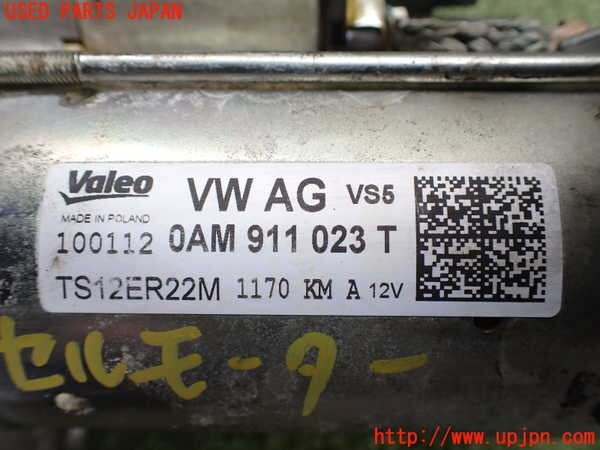 USED PARTS JAPAN
Valeo VW AG VS5
MADE IN POLAND
100112 0AM 911 023 T
TS12ER22M 1170 KM A 12V
セルモーター
http://www.upjpn.com/